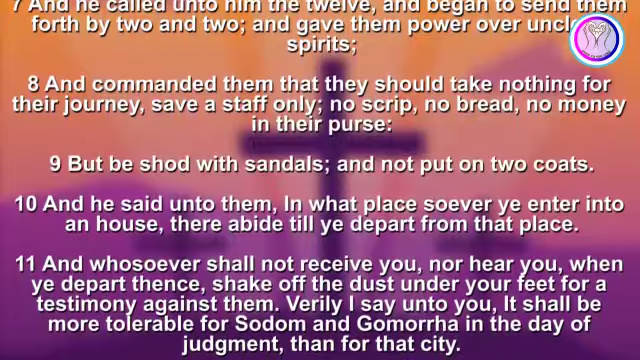 7 And he called unto him the twelve, and began to send them
forth by two and two; and gave them power over unclean
spirits;
8 And commanded them that they should take nothing for
their journey, save a staff only; no scrip, no bread, no money
in their purse:
9 But be shod with sandals; and not put on two coats.
10 And he said unto them, In what place soever ye enter into
an house, there abide till ye depart from that place.
11 And whosoever shall not receive you, nor hear you, when
ye depart thence, shake off the dust under your feet for a
testimony against them. Verily I say unto you, It shall be
more tolerable for Sodom and Gomorrha in the day of
judgment, than for that city.